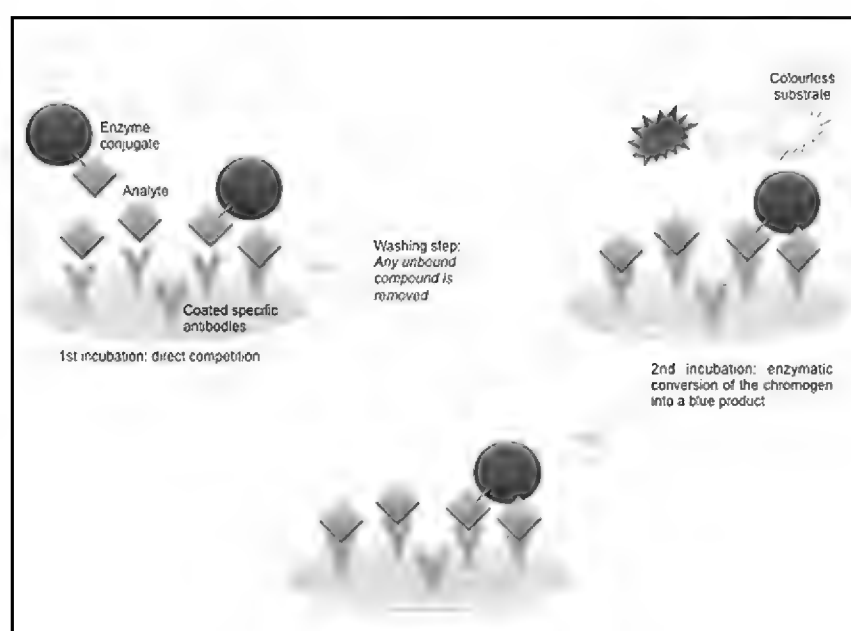 Enzyme
conjugate
Analyte
Coated specific
antibodies
1st incubation: direct competition
Washing step:
Any unbound
compound is
removed
Colourless
substrate
2nd incubation: enzymatic
conversion of the chromogen
into a blue product